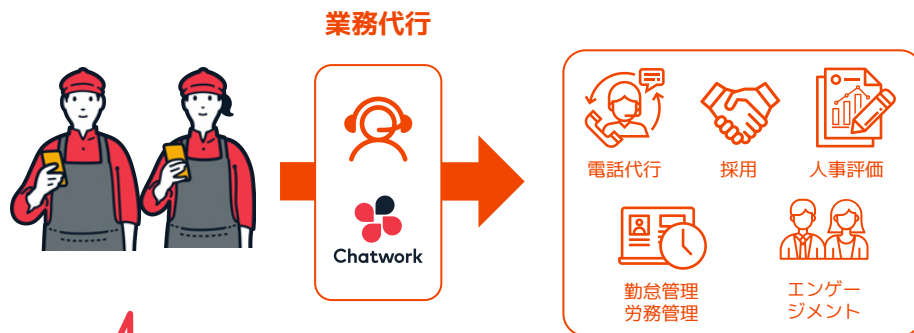 業務代行
Chatwork
電話代行
採用
人事評価
勤怠管理
労務管理
エンゲー
ジメント